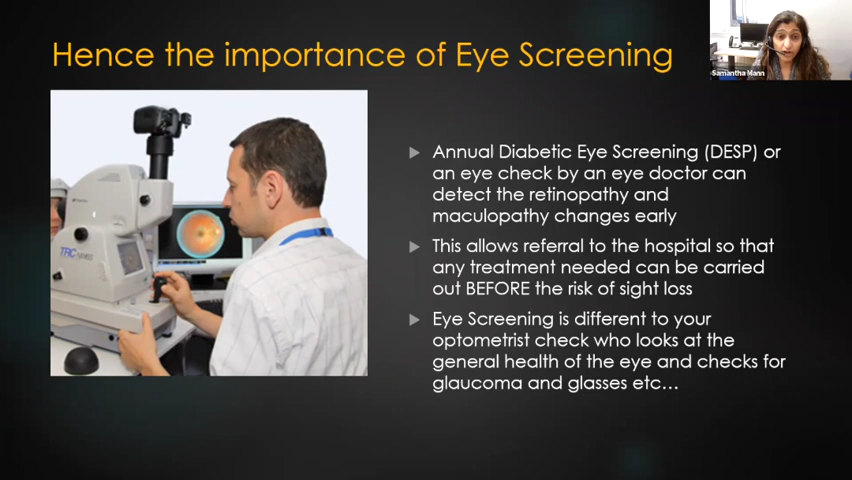 Hence the importance of Eye Screening
Samantha Mann
Annual Diabetic Eye Screening (DESP) or
an eye check by an eye doctor can
detect the retinopathy and
maculopathy changes early
This allows referral to the hospital so that
any treatment needed can be carried
out BEFORE the risk of sight loss
Eye Screening is different to your
optometrist check who looks at the
general health of the eye and checks for
glaucoma and glasses etc…